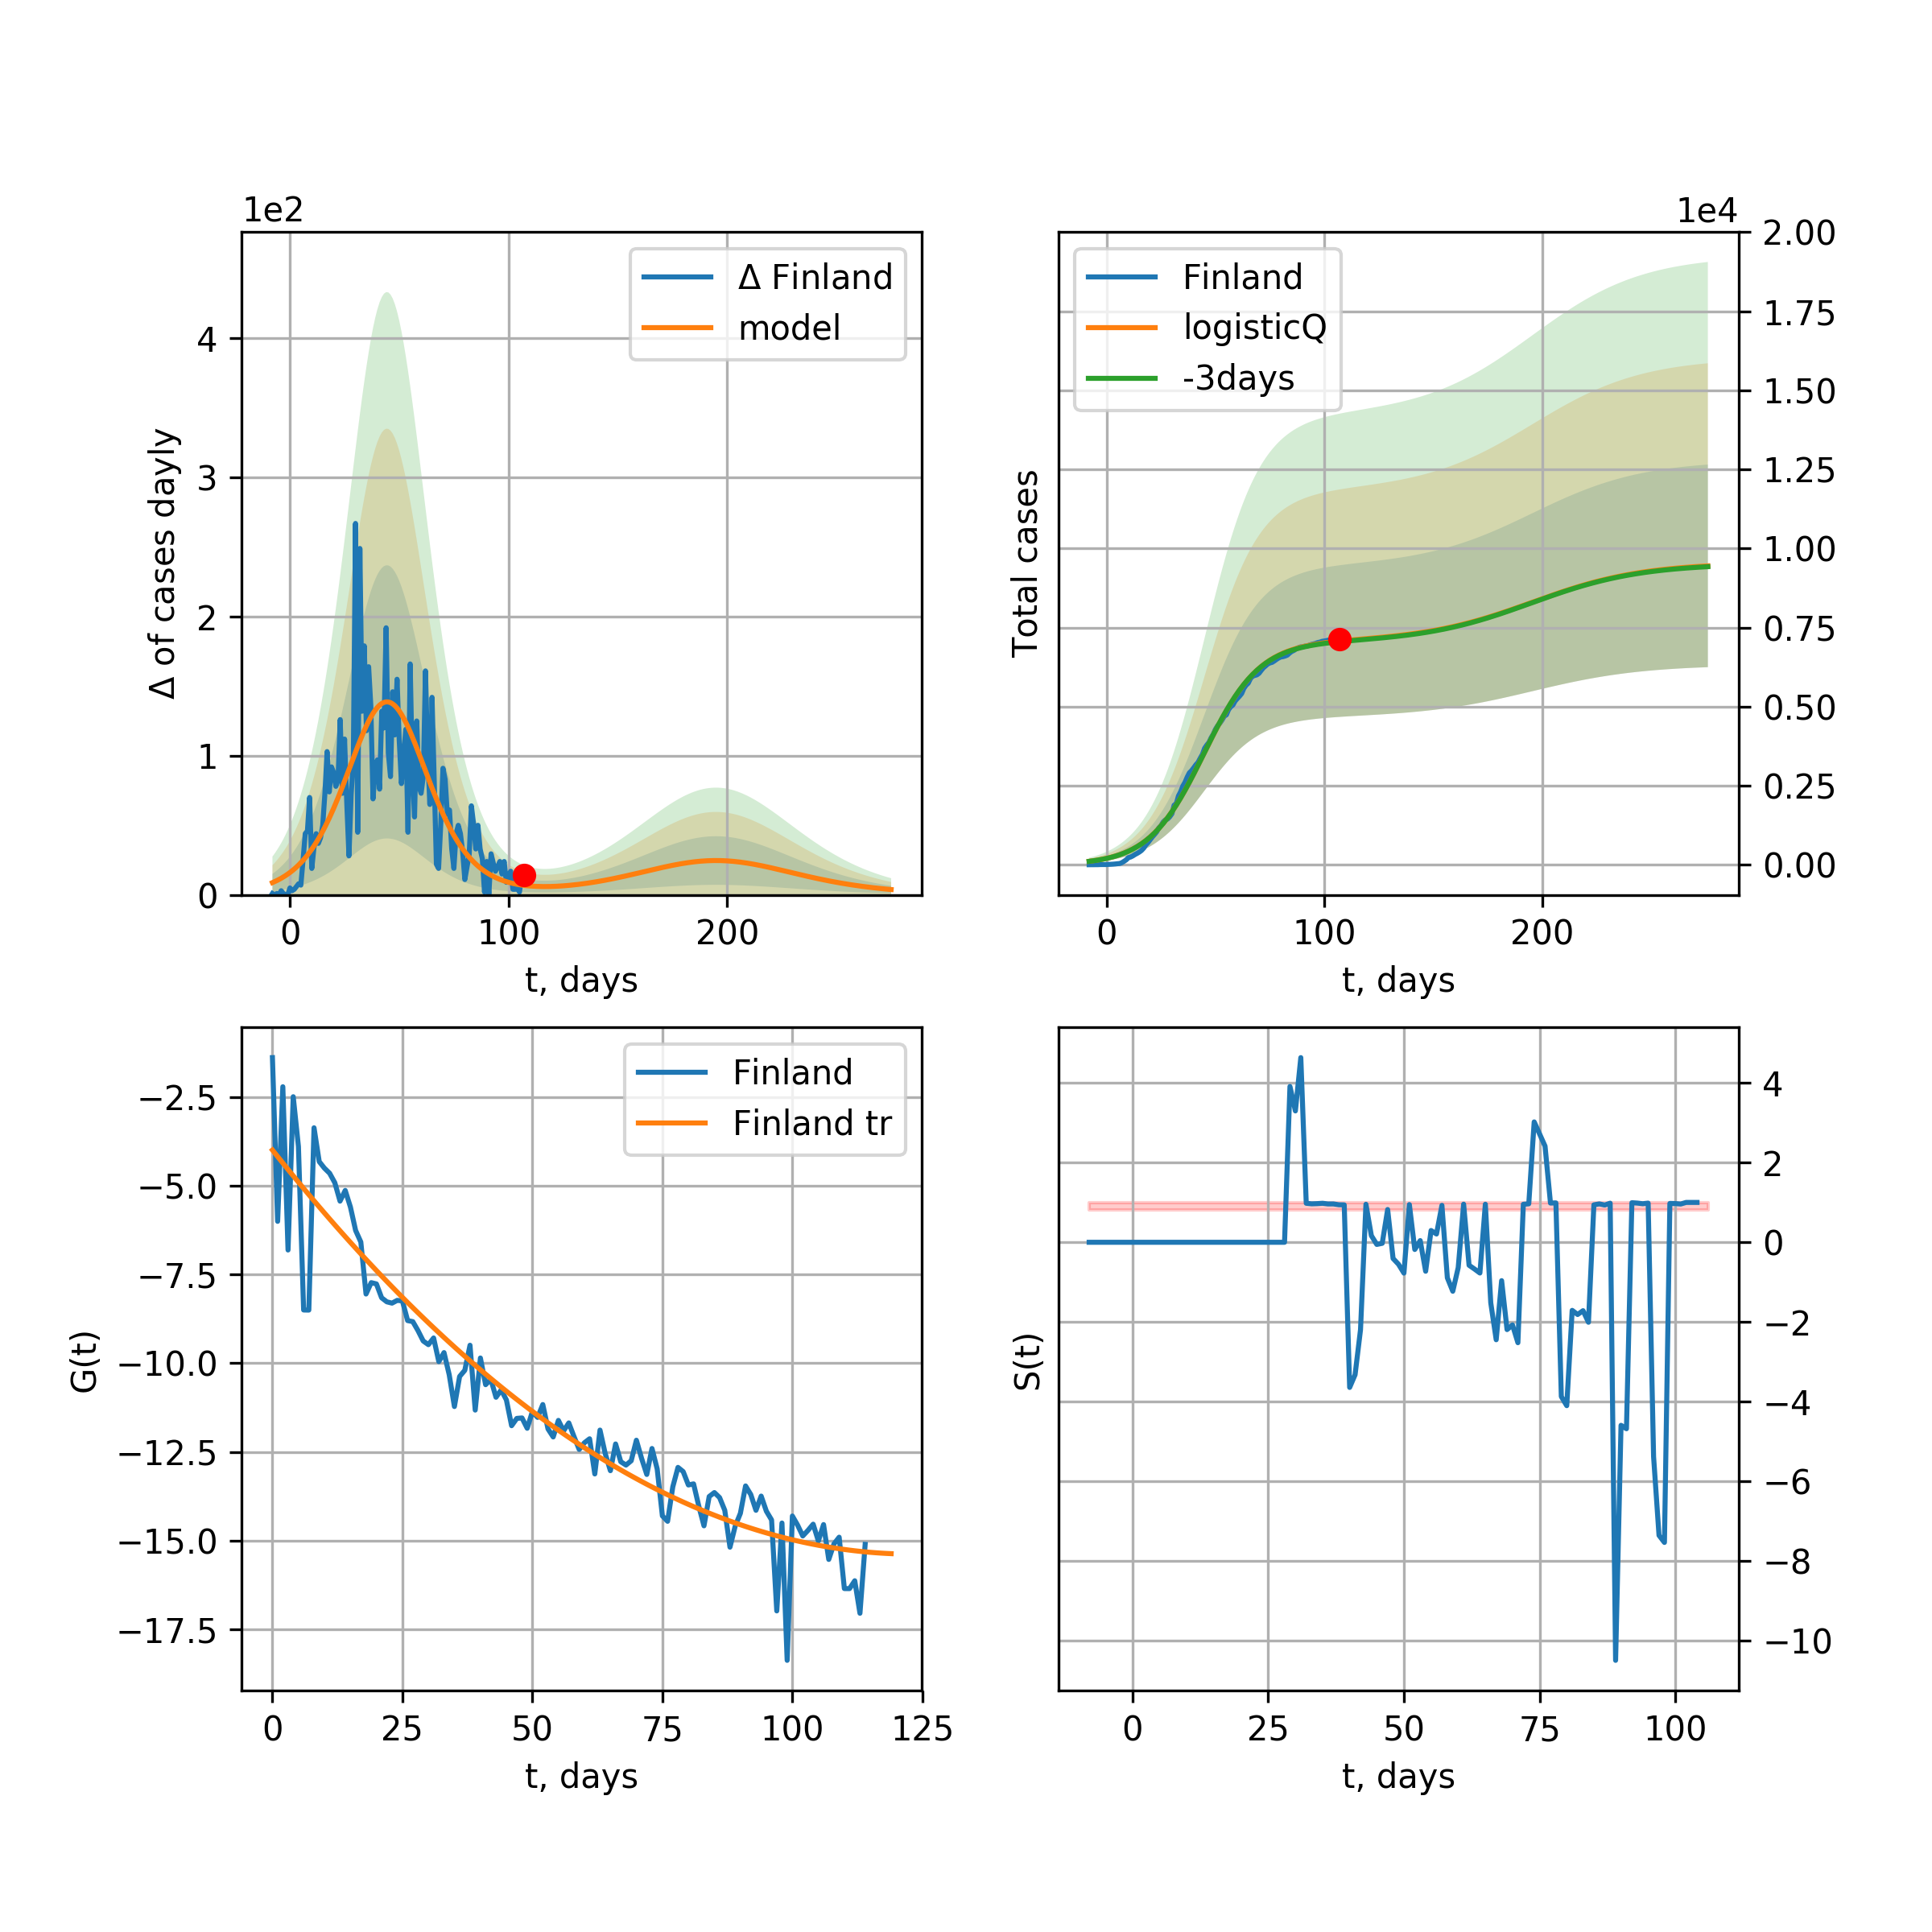 1e2
Δ Finland
model
Δ of cases dayly
4
3
2
1
0
0 100 200
t, days
1e4
Finland
logisticQ
-3days
Total cases
2.00
1.75
1.50
1.25
1.00
0.75
0.50
0.25
0.00
0 100 200
t, days
Finland
Finland tr
G(t)
−2.5
−5.0
−7.5
−10.0
−12.5
−15.0
−17.5
0 25 50 75 100 125
t, days
S(t)
4
2
0
−2
−4
−6
−8
−10
0 25 50 75 100
t, days